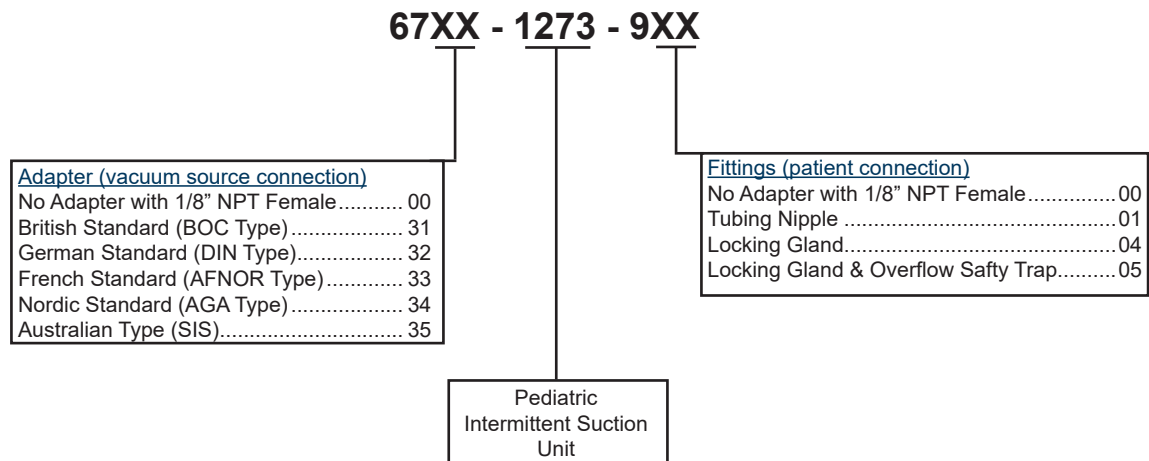 67XX - 1273 - 9XX
Adapter (vacuum source connection)
No Adapter with 1/8” NPT Female........... 00
British Standard (BOC Type)................... 31
German Standard (DIN Type).................. 32
French Standard (AFNOR Type)............. 33
Nordic Standard (AGA Type)................... 34
Australian Type (SIS)............................... 35
Fittings (patient connection)
No Adapter with 1/8” NPT Female...............00
Tubing Nipple ..............................................01
Locking Gland..............................................04
Locking Gland & Overflow Safty Trap..........05
Pediatric
Intermittent Suction
Unit